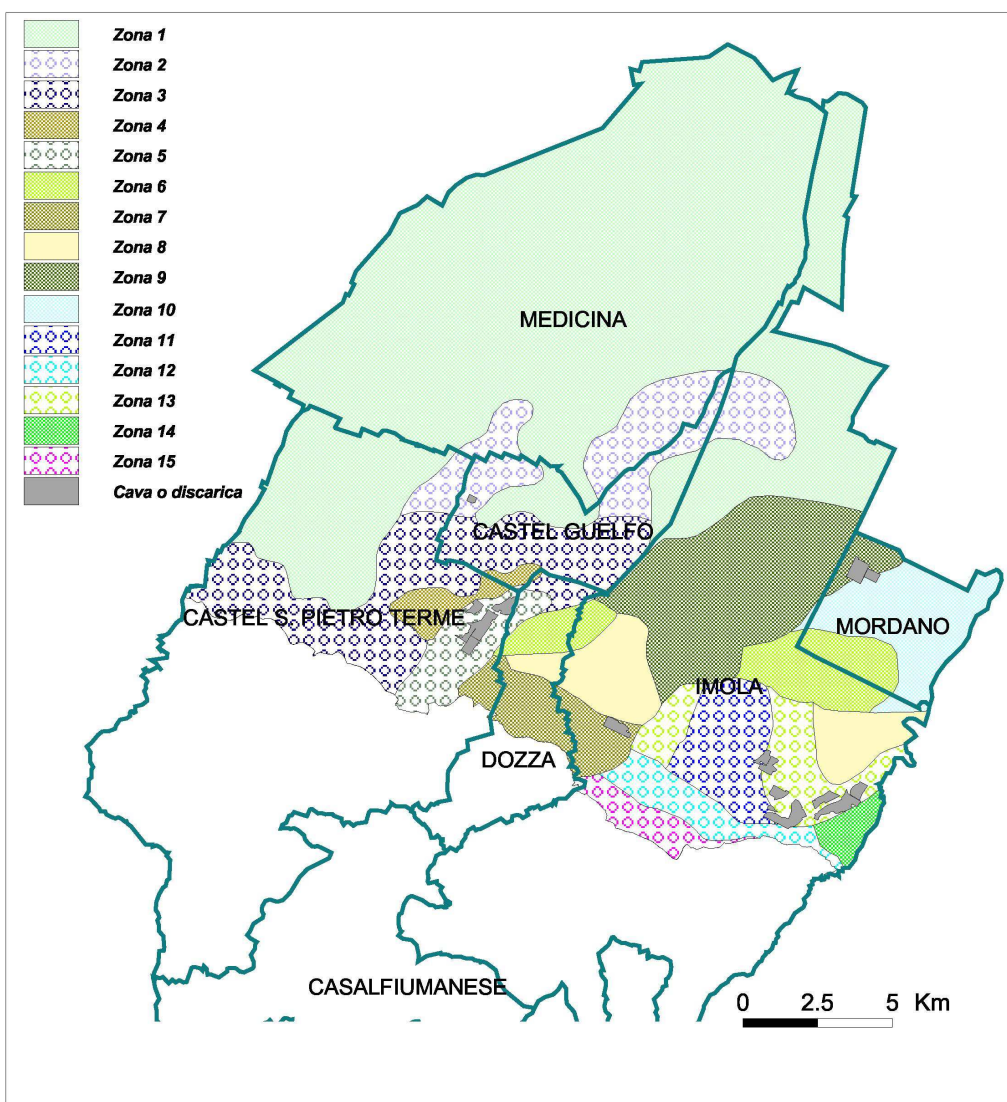 Zona 1
Zona 2
Zona 3
Zona 4
Zona 5
Zona 6
Zona 7
Zona 8
Zona 9
Zona 10
Zona 11
Zona 12
Zona 13
Zona 14
Zona 15
Cava o discarica
MEDICINA
CASTEL GUELFO
CASTEL S. PIETRO TERME
MORDANO
IMOLA
DOZZA
CASALFIUMANESE
0 2.5 5 Km